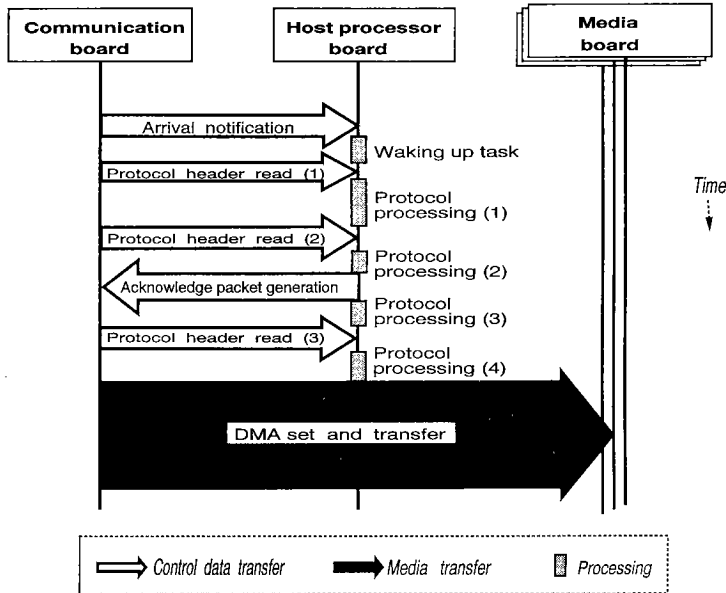 Communication
board
Host processor
board
Media
board
Arrival notification
Waking up task
Protocol header read (1)
Protocol
processing (1)
Time
Protocol header read (2)
Protocol
processing (2)
Acknowledge packet generation
Protocol
processing (3)
Protocol header read (3)
Protocol
processing (4)
DMA set and transfer
Control data transfer
Media transfer
Processing